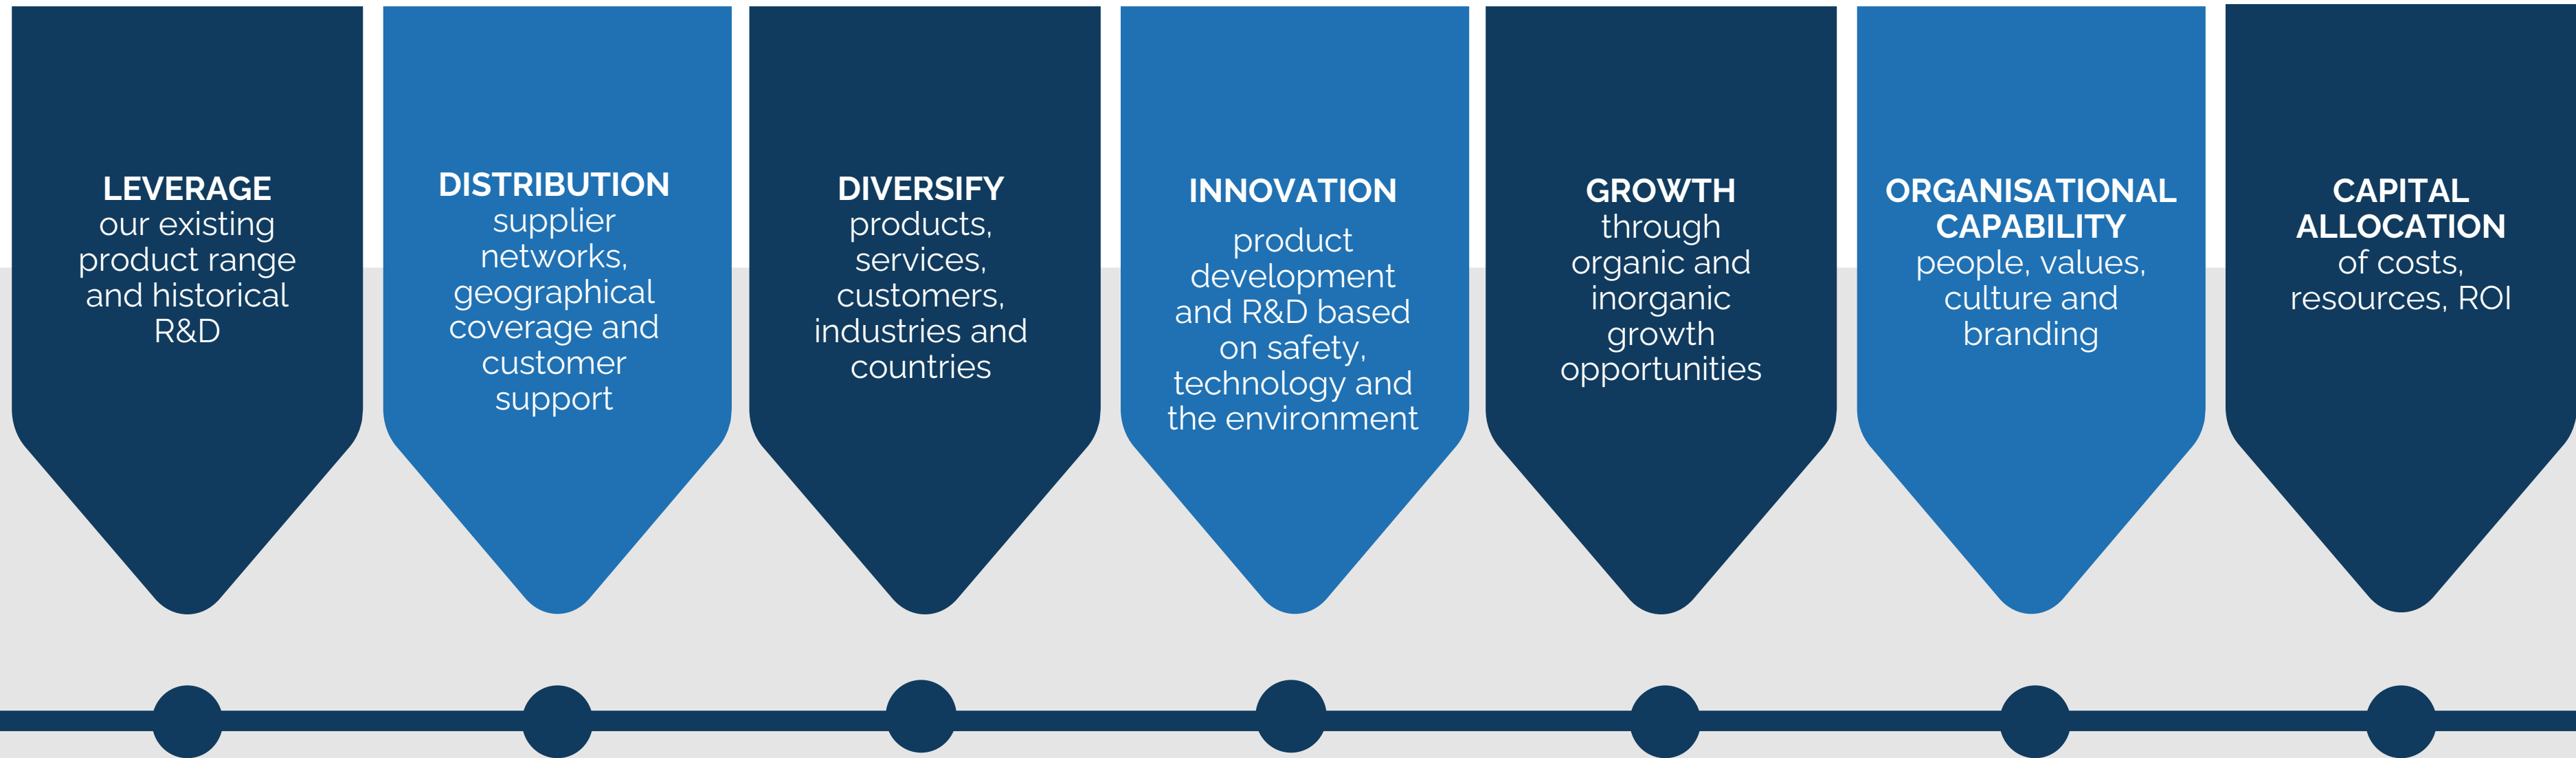 LEVERAGE
our existing
product range
and historical
R&D
DISTRIBUTION
supplier
networks,
geographical
coverage and
customer
support
DIVERSIFY
products,
services,
customers,
industries and
countries
INNOVATION
product
development
and R&D based
on safety,
technology and
the environment
GROWTH
through
organic and
inorganic
growth
opportunities
ORGANISATIONAL
CAPABILITY
people, values,
culture and
branding
CAPITAL
ALLOCATION
of costs,
resources, ROI